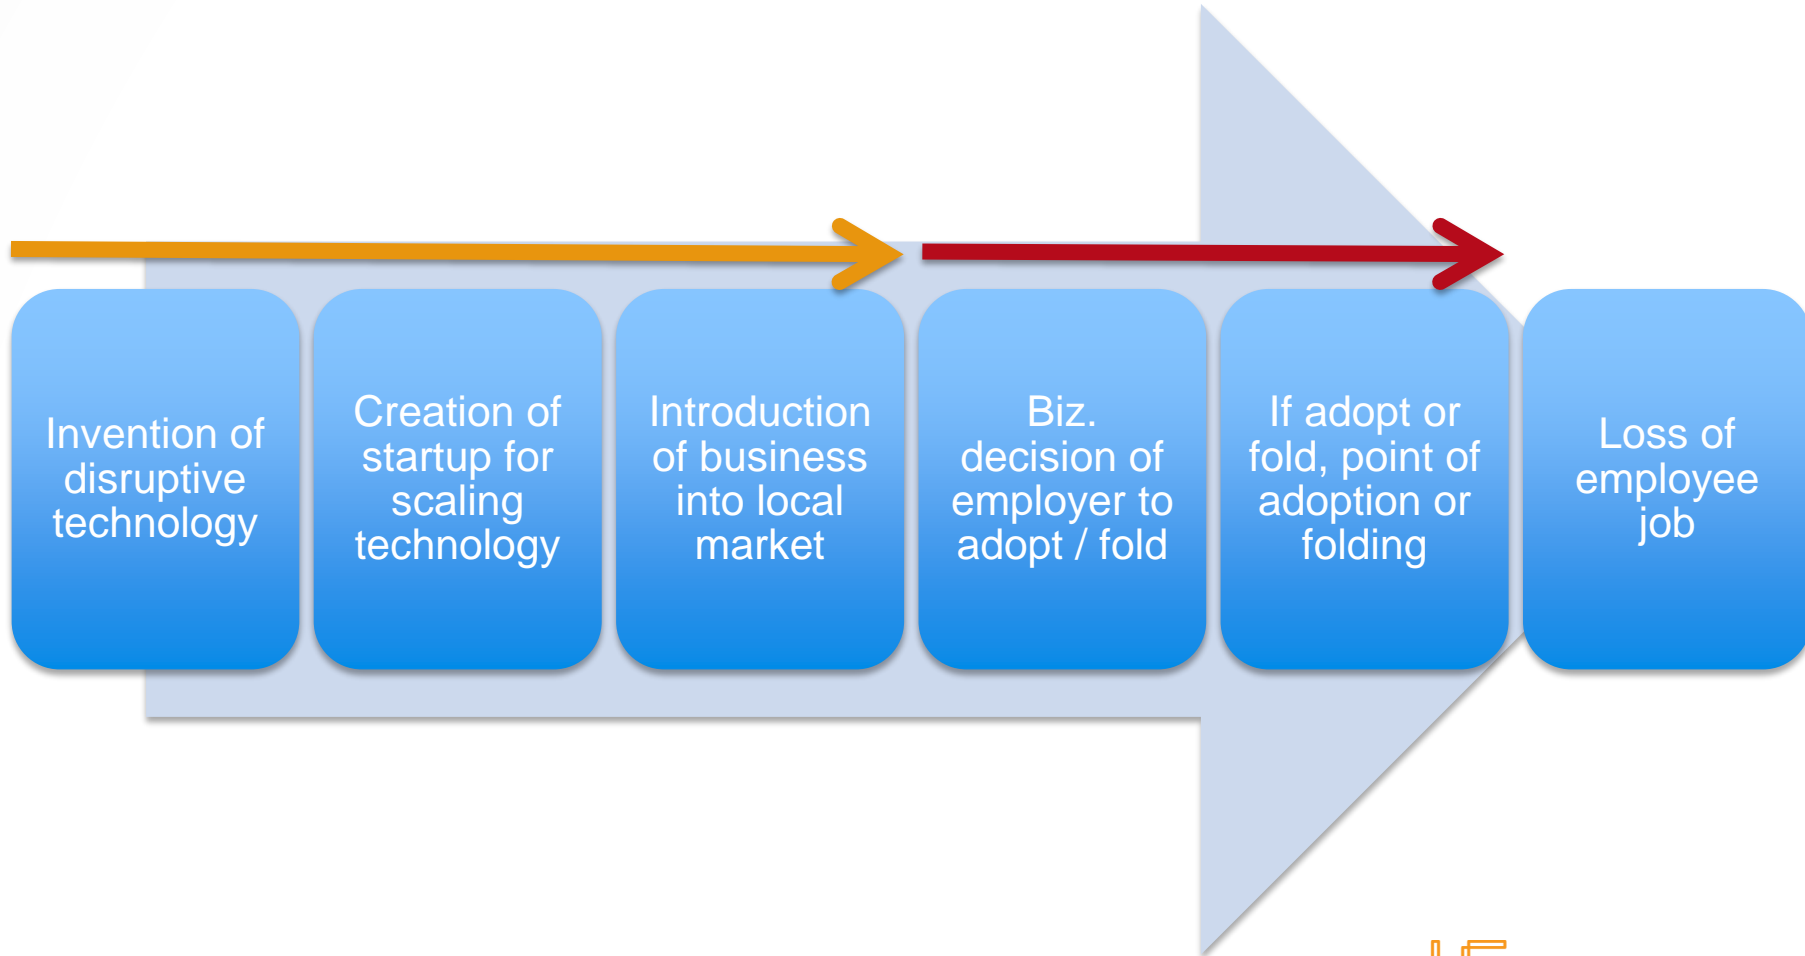 Invention of
disruptive
technology
Creation of
startup for
scaling
technology
Introduction
of business
into local
market
Biz.
decision of
employer to
adopt / fold
If adopt or
fold, point of
adoption or
folding
Loss of
employee
job